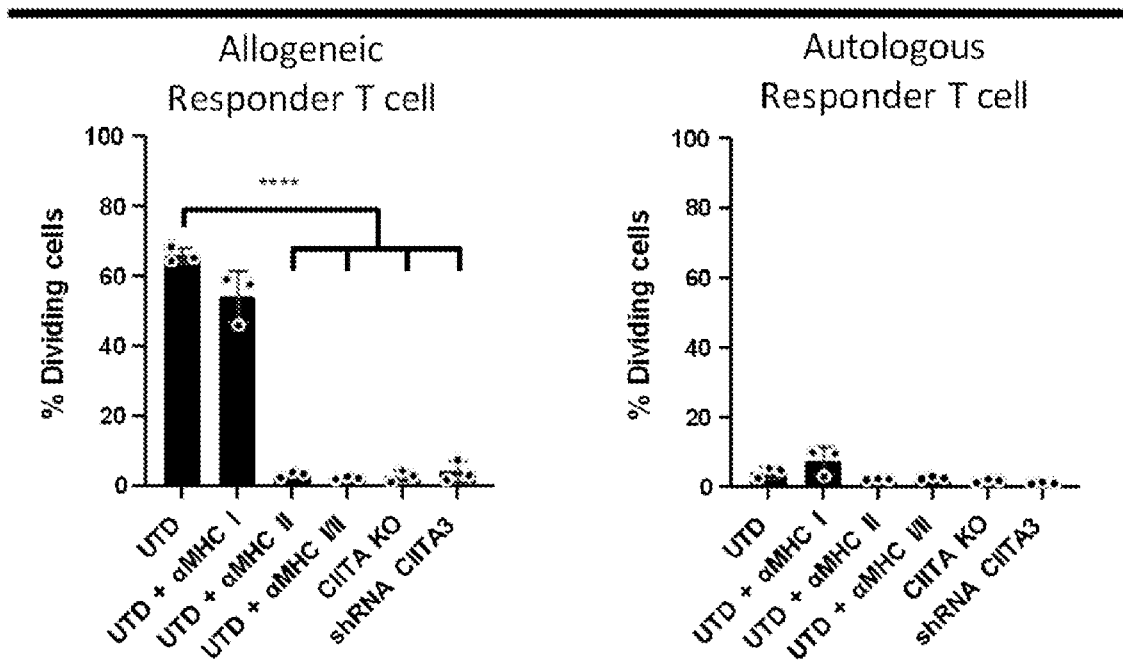 Allogeneic
Responder T cell
100
80
60
40
20
0
% Dividing cells
****
UTD
UTD + αMHC I
UTD + αMHC II
UTD + αMHC I/II
CIITA KO
shRNA CIITA3
Autologous
Responder T cell
100
80
60
40
20
0
% Dividing cells
UTD
UTD + αMHC I
UTD + αMHC II
UTD + αMHC I/II
CIITA KO
shRNA CIITA3